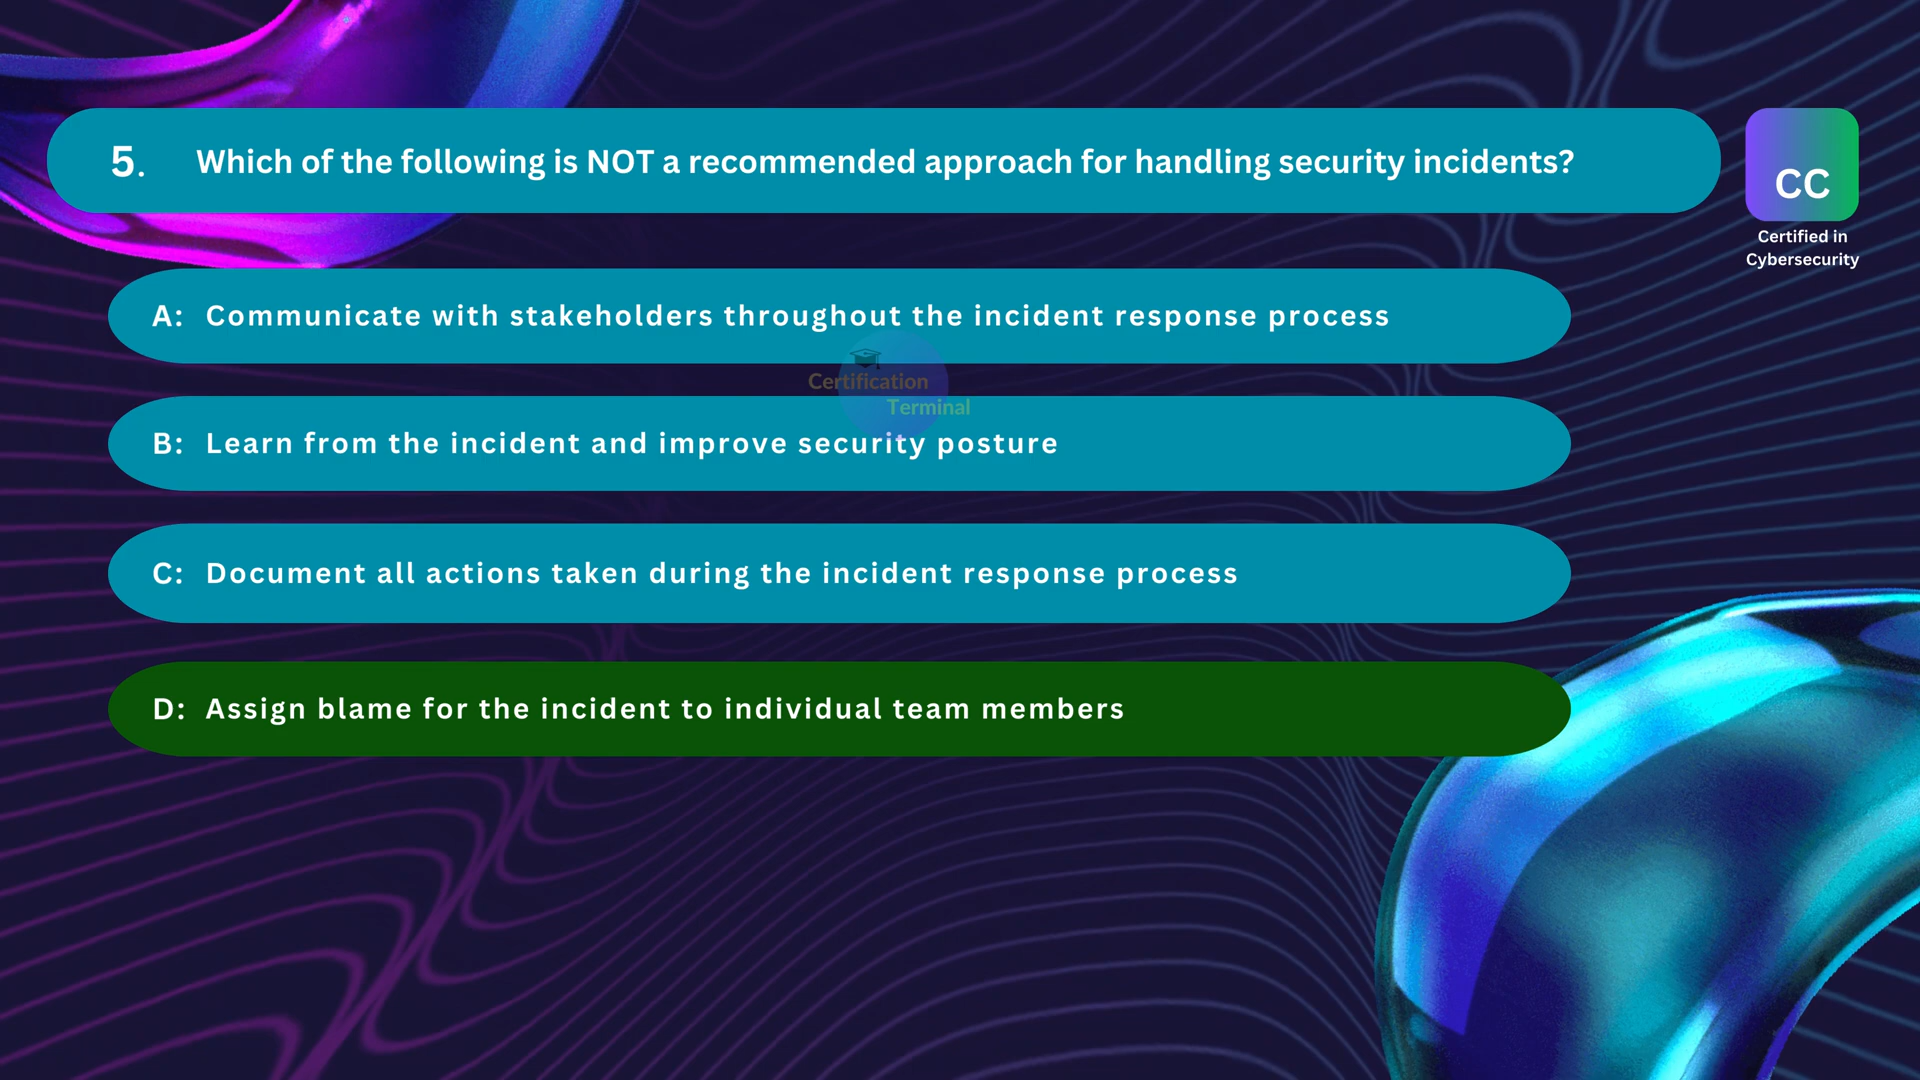 5. Which of the following is NOT a recommended approach for handling security incidents?
CC
Certified in
Cybersecurity
A: Communicate with stakeholders throughout the incident response process
Certification
Terminal
B: Learn from the incident and improve security posture
C: Document all actions taken during the incident response process
D: Assign blame for the incident to individual team members